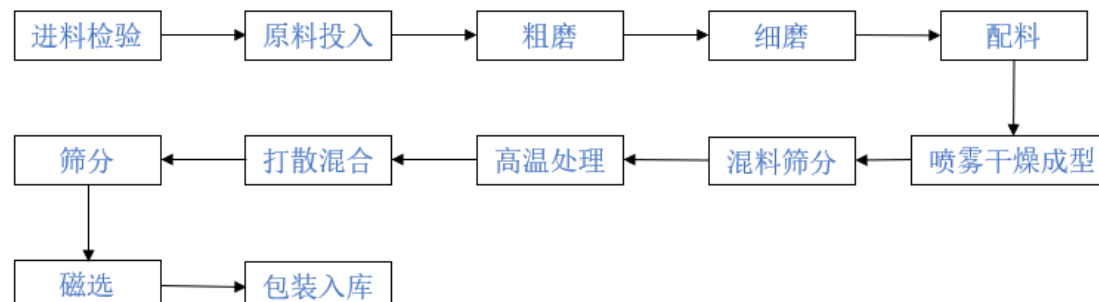 进料检验
原料投入
粗磨
细磨
配料
喷雾干燥成型
混料筛分
高温处理
打散混合
筛分
磁选
包装入库